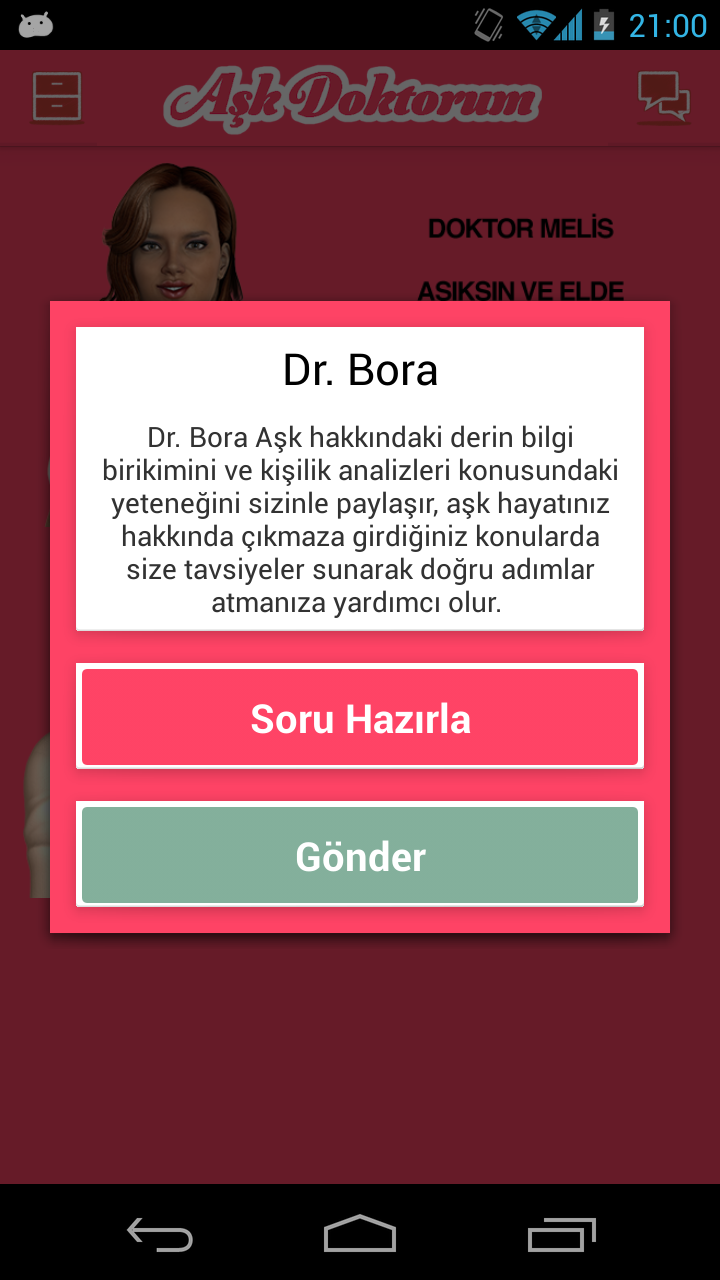 21:00
Aşk Doktorum
DOKTOR MELİS
AŞIKSIN VE ELDE
Dr. Bora
Dr. Bora Aşk hakkındaki derin bilgi
birikimini ve kişilik analizleri konusundaki
yeteneğini sizinle paylaşır, aşk hayatınız
hakkında çıkmaza girdiğiniz konularda
size tavsiyeler sunarak doğru adımlar
atmanıza yardımcı olur.
Soru Hazırla
Gönder